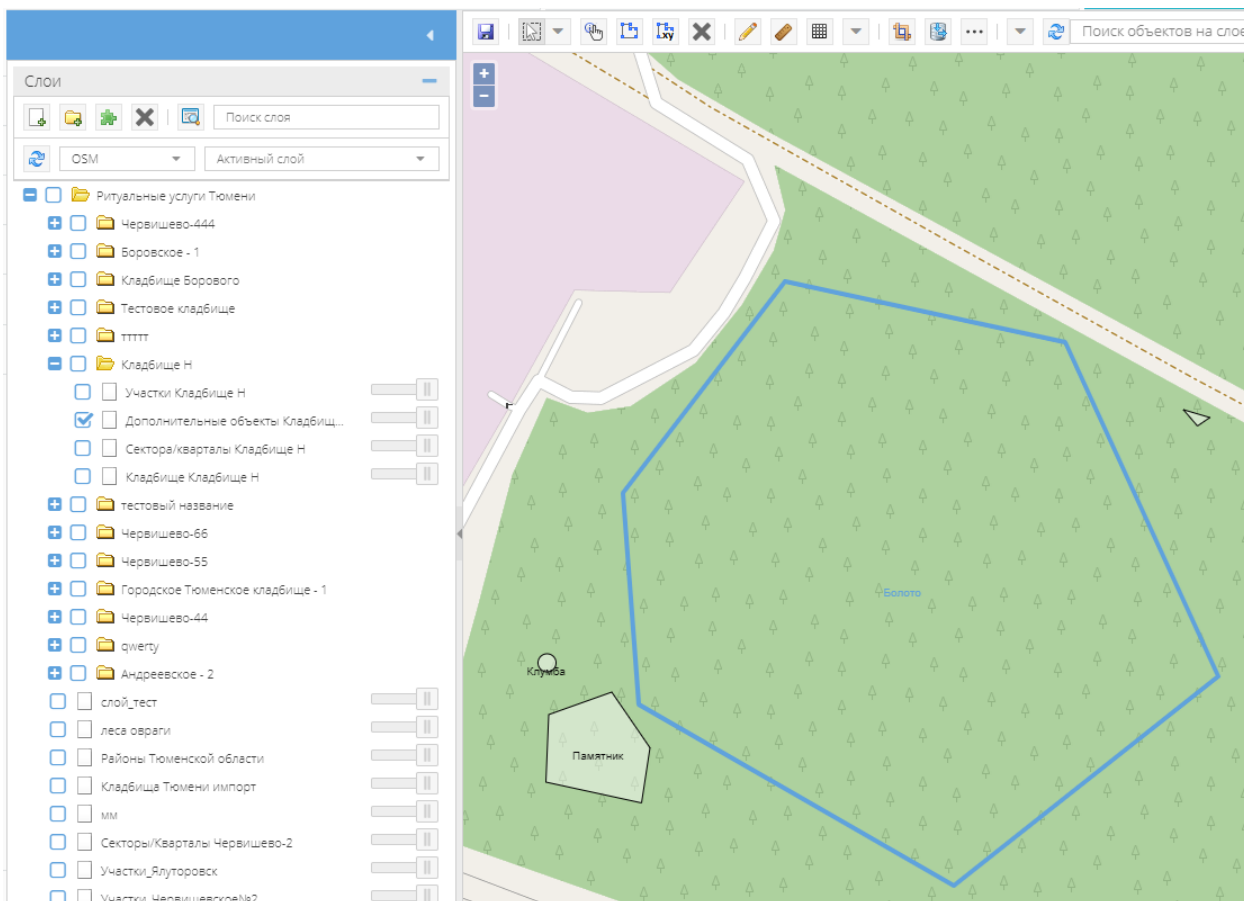 Поиск объектов на слое
Слои
Поиск слоя
OSM
Активный слой
Ритуальные услуги Тюмени
Червишево-444
Боровское - 1
Кладбище Борового
Тестовое кладбище
ттттт
Кладбище Н
Участки Кладбище Н
Дополнительные объекты Кладбищ...
Сектора/кварталы Кладбище Н
Кладбище Кладбище Н
тестовый название
Червишево-66
Червишево-55
Городское Тюменское кладбище - 1
Червишево-44
qwerty
Андреевское - 2
слой_тест
леса овраги
Районы Тюменской области
Кладбища Тюмени импорт
мм
Секторы/Кварталы Червишево-2
Участки_Ялуторовск
Участки_Червишевское№2
xy
Болото
Клумба
Памятник